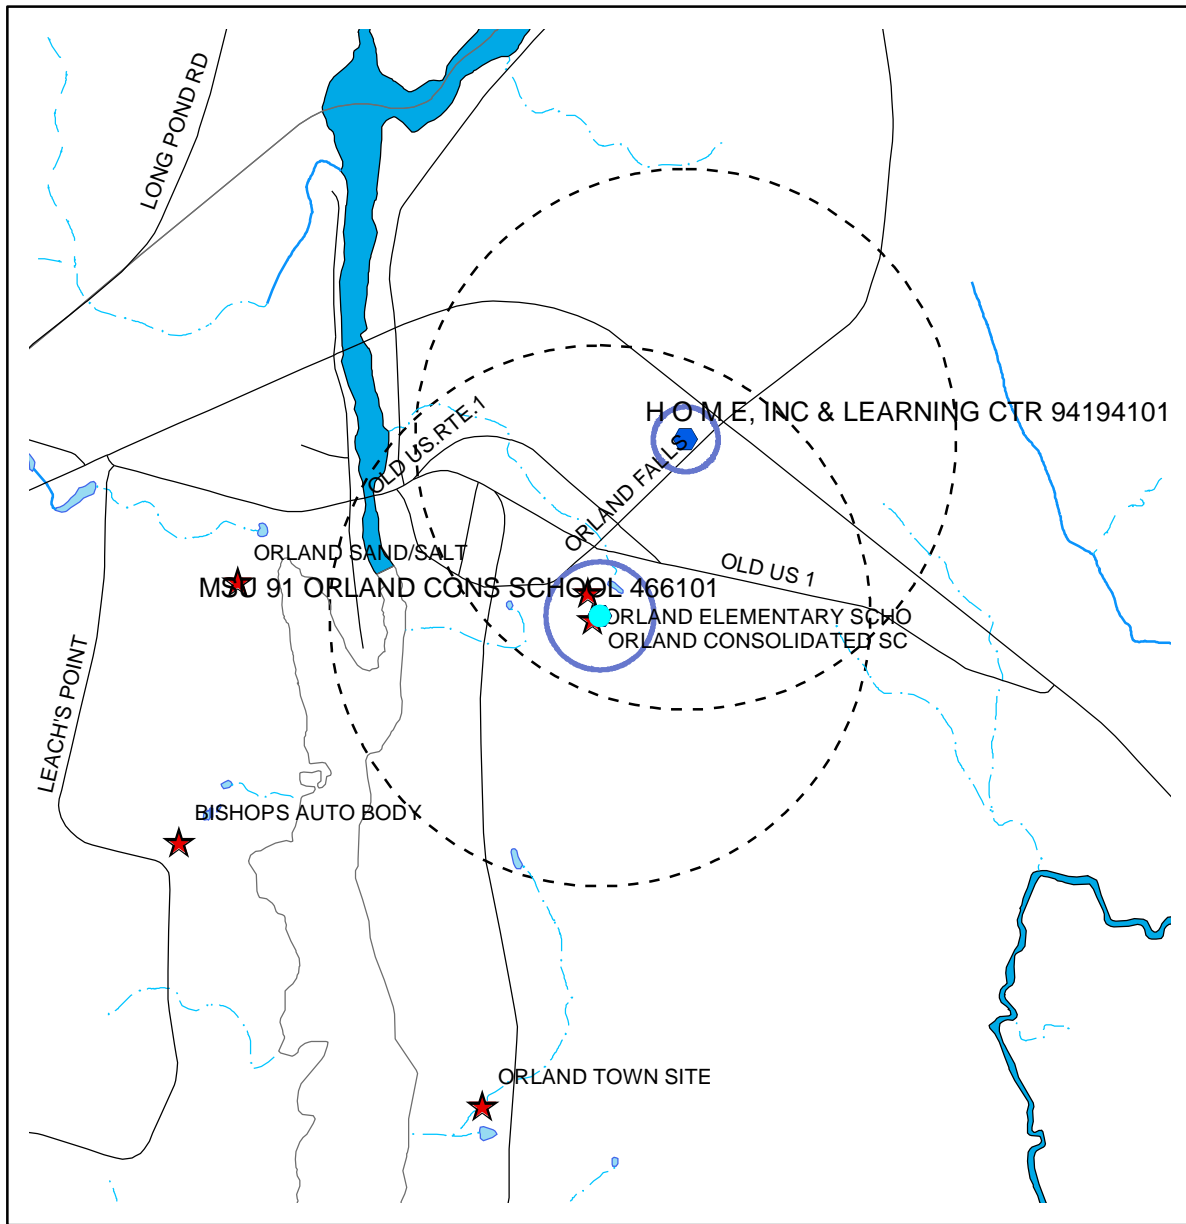 LONG POND RD
H O M E, INC & LEARNING CTR 94194101
OLD US.RTE.1
ORLAND FALLS
ORLAND SAND/SALT
OLD US 1
MSU 91 ORLAND CONS SCHOOL 466101
ORLAND ELEMENTARY SCHO
ORLAND CONSOLIDATED SC
LEACH'S POINT
BISHOPS AUTO BODY
ORLAND TOWN SITE